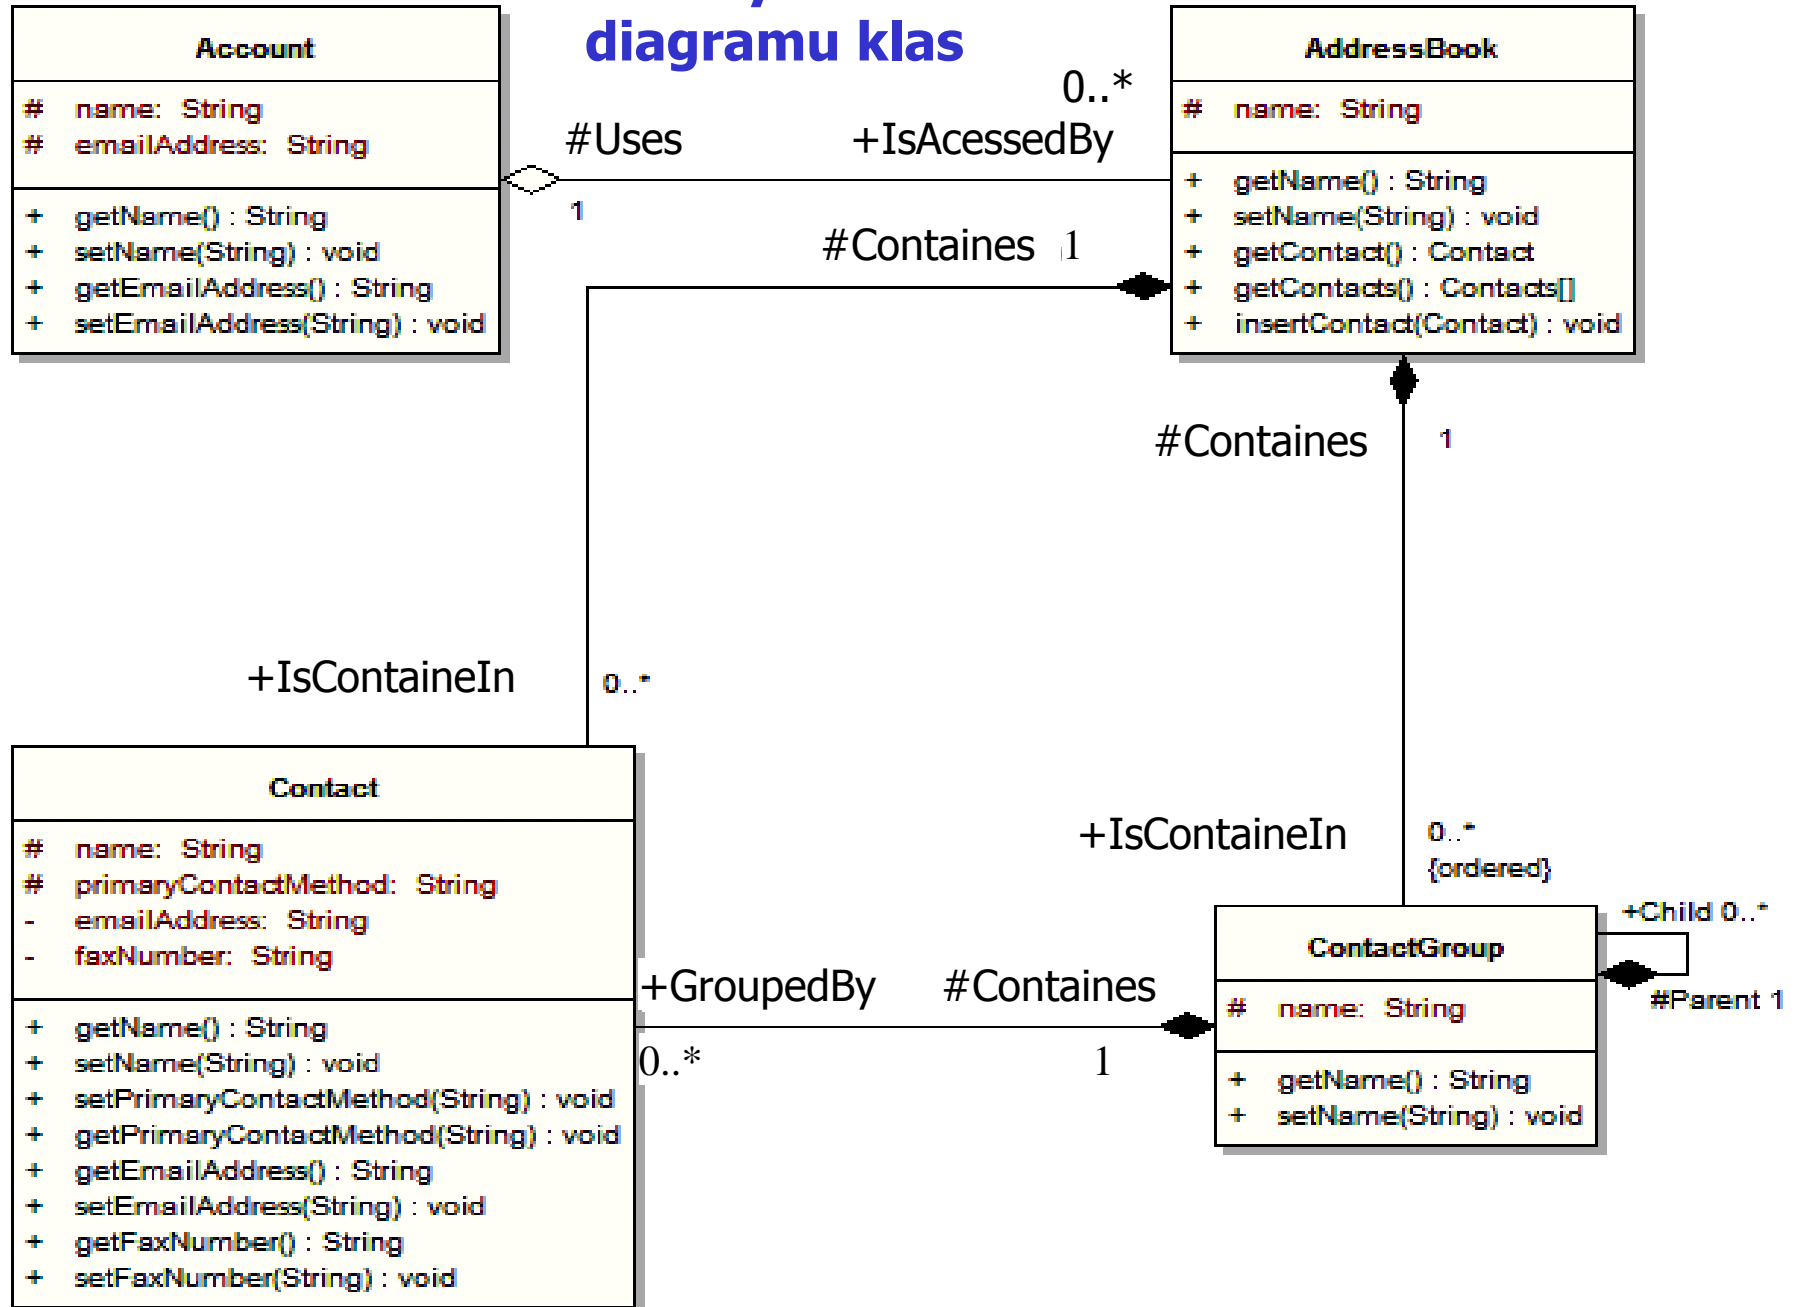 diagramu klas
Account
# name: String
# emailAddress: String
+ getName() : String
+ setName(String) : void
+ getEmailAddress() : String
+ setEmailAddress(String) : void
#Uses
1
+IsAcessedBy
0..*
AddressBook
# name: String
+ getName() : String
+ setName(String) : void
+ getContact() : Contact
+ getContacts() : Contacts[]
+ insertContact(Contact) : void
#Containes 1
#Containes 1
+IsContaineIn 0..*
Contact
# name: String
# primaryContactMethod: String
- emailAddress: String
- faxNumber: String
+ getName() : String
+ setName(String) : void
+ setPrimaryContactMethod(String) : void
+ getPrimaryContactMethod(String) : void
+ getEmailAddress() : String
+ setEmailAddress(String) : void
+ getFaxNumber() : String
+ setFaxNumber(String) : void
+GroupedBy
0..*
#Containes
1
+IsContaineIn 0..*
{ordered}
+Child 0..*
#Parent 1
ContactGroup
# name: String
+ getName() : String
+ setName(String) : void